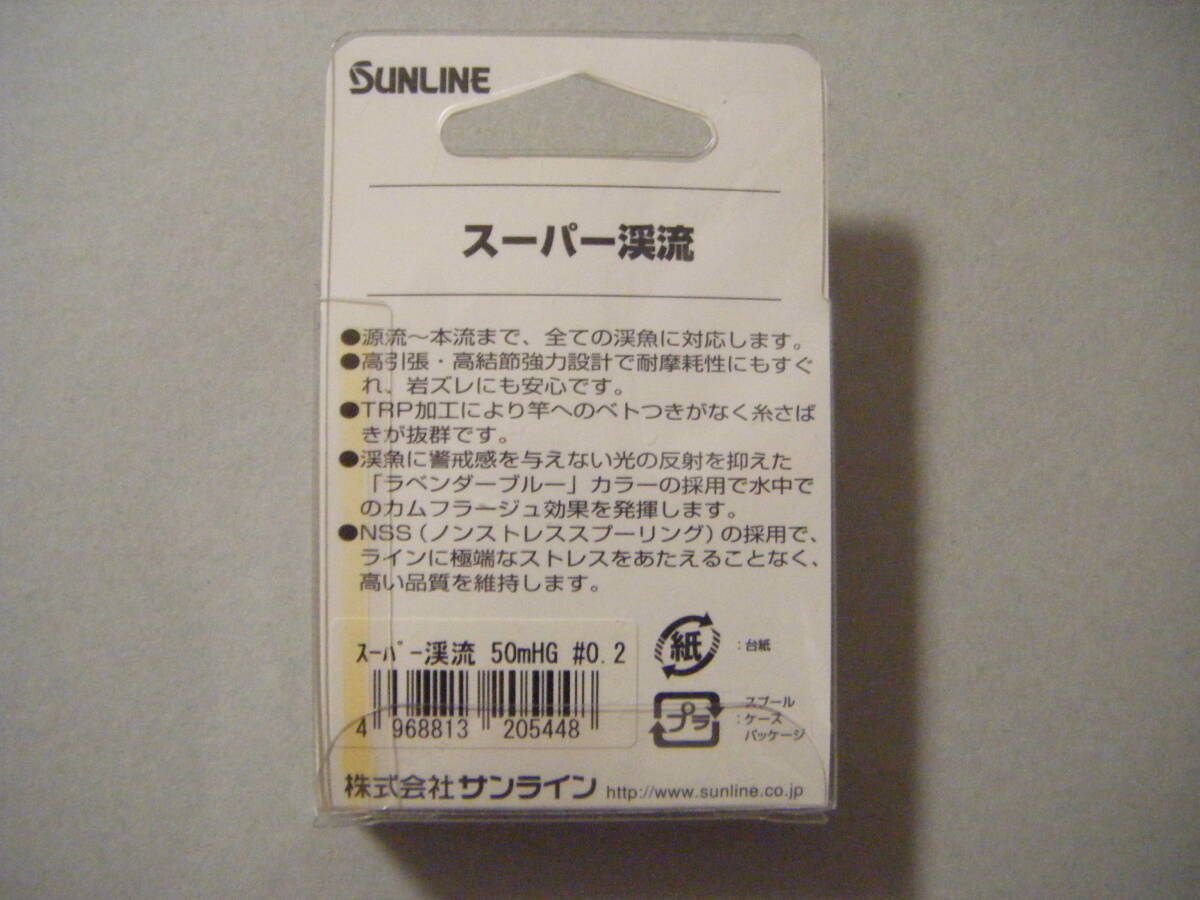 SUNLINE
スーパー渓流
●源流～本流まで、全ての渓魚に対応します。
●高引張・高結節強力設計で耐摩耗性にもすぐ
れ、岩ズレにも安心です。
●TRP加工により竿へのベトつきがなく糸さば
きが抜群です。
●渓魚に警戒感を与えない光の反射を抑えた
「ラベンダーブルー」カラーの採用で水中で
のカムフラージュ効果を発揮します。
●NSS（ノンストレススプーリング）の採用で、
ラインに極端なストレスをあたえることなく、
高い品質を維持します。
ｽｰﾊﾟｰ渓流 50mHG #0.2
4 968813 205448
紙 ：台紙
プラ ：スプール
ケース
パッケージ
株式会社サンライン http://www.sunline.co.jp